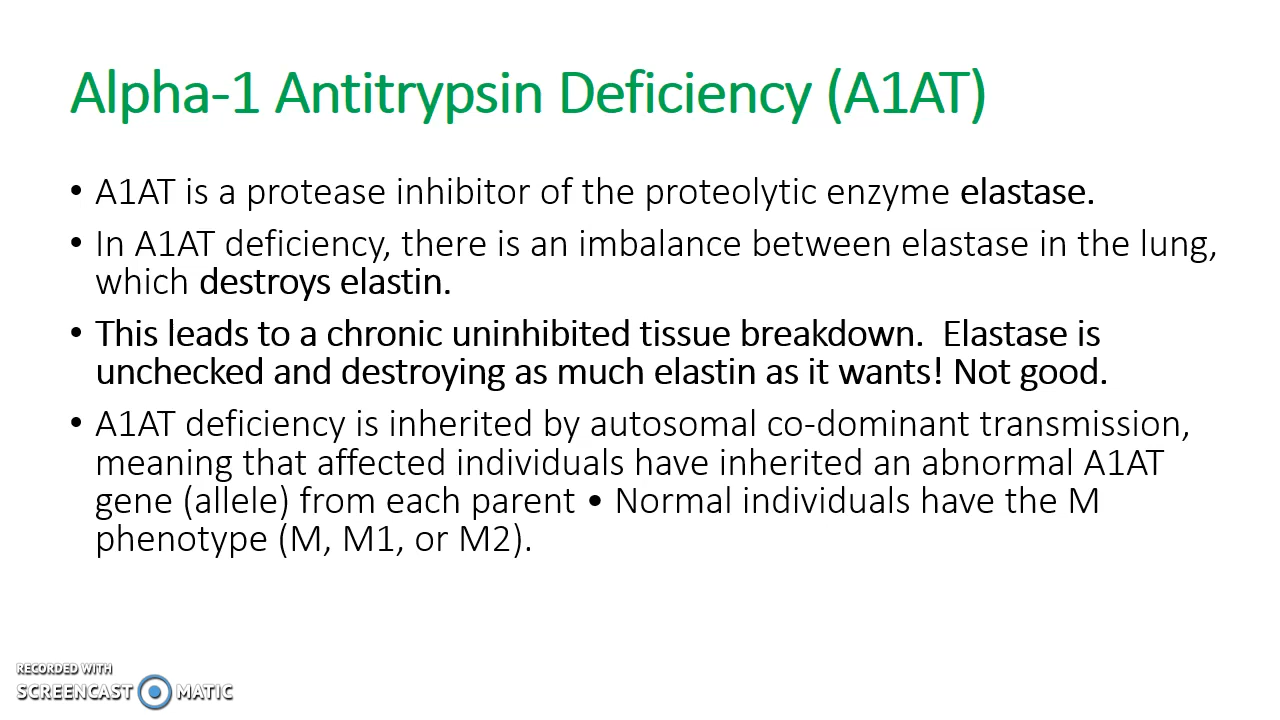 Alpha-1 Antitrypsin Deficiency (A1AT)
• A1AT is a protease inhibitor of the proteolytic enzyme elastase.
• In A1AT deficiency, there is an imbalance between elastase in the lung,
which destroys elastin.
• This leads to a chronic uninhibited tissue breakdown.  Elastase is
unchecked and destroying as much elastin as it wants! Not good.
• A1AT deficiency is inherited by autosomal co-dominant transmission,
meaning that affected individuals have inherited an abnormal A1AT
gene (allele) from each parent • Normal individuals have the M
phenotype (M, M1, or M2).
RECORDED WITH
SCREENCAST MATIC